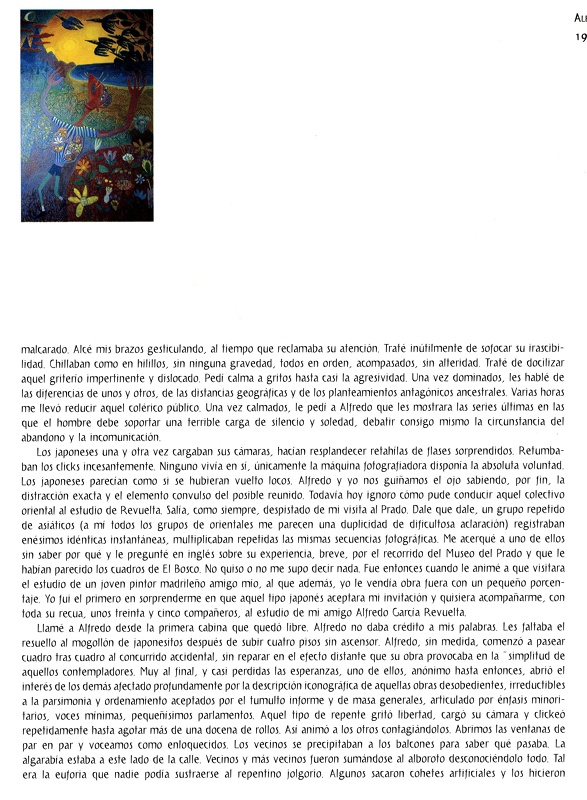 ALF
19
malcarado. Alcé mis brazos gesticulando, al tiempo que reclamaba su atención. Traté inútilmente de sofocar su irascibi-
lidad. Chillaban como en hilillos, sin ninguna gravedad, todos en orden, acompasados, sin alteridad. Traté de docilizar
aquel griterío impertinente y dislocado. Pedí calma a gritos hasta casi la agresividad. Una vez dominados, les hablé de
las diferencias de unos y otros, de las distancias geográficas y de los planteamientos antagónicos ancestrales. Varias horas
me llevó reducir aquel colérico público. Una vez calmados, le pedí a Alfredo que les mostrara las series últimas en las
que el hombre debe soportar una terrible carga de silencio y soledad, debatir consigo mismo la circunstancia del
abandono y la incomunicación.
Los japoneses una y otra vez cargaban sus cámaras, hacían resplandecer retahílas de flases sorprendidos. Retumba-
ban los clicks incesantemente. Ninguno vivía en sí, únicamente la máquina fotografiadora disponía la absoluta voluntad.
Los japoneses parecían como si se hubieran vuelto locos. Alfredo y yo nos guiñamos el ojo sabiendo, por fin, la
distracción exacta y el elemento convulso del posible reunido. Todavía hoy ignoro cómo pude conducir aquel colectivo
oriental al estudio de Revuelta. Salía, como siempre, despistado de mi visita al Prado. Dale que dale, un grupo repetido
de asiáticos (a mí todos los grupos de orientales me parecen una duplicidad de dificultosa aclaración) registraban
enésimos idénticas instantáneas, multiplicaban repetidas las mismas secuencias fotográficas. Me acerqué a uno de ellos
sin saber por qué y le pregunté en inglés sobre su experiencia, breve, por el recorrido del Museo del Prado y que le
habían parecido los cuadros de El Bosco. No quiso o no me supo decir nada. Fue entonces cuando le animé a que visitara
el estudio de un joven pintor madrileño amigo mío, al que además, yo le vendía obra fuera con un pequeño porcen-
taje. Yo fui el primero en sorprenderme en que aquel tipo japonés aceptara mi invitación y quisiera acompañarme, con
toda su recua, unos treinta y cinco compañeros, al estudio de mi amigo Alfredo García Revuelta.
Llamé a Alfredo desde la primera cabina que quedó libre. Alfredo no daba crédito a mis palabras. Les faltaba el
resuello al mogollón de japonesitos después de subir cuatro pisos sin ascensor. Alfredo, sin medida, comenzó a pasear
cuadro tras cuadro al concurrido accidental, sin reparar en el efecto distante que su obra provocaba en la simplitud de
aquellos contempladores. Muy al final, y casi perdidas las esperanzas, uno de ellos, anónimo hasta entonces, abrió el
interés de los demás afectado profundamente por la descripción iconográfica de aquellas obras desobedientes, irreductibles
a la parsimonia y ordenamiento aceptados por el tumulto informe y de masa generales, articulado por énfasis minori-
tarios, voces mínimas, pequeñísimos parlamentos. Aquel tipo de repente gritó libertad, cargó su cámara y clickeó
repetidamente hasta agotar más de una docena de rollos. Así animó a los otros contagiándolos. Abrimos las ventanas de
par en par y voceamos como enloquecidos. Los vecinos se precipitaban a los balcones para saber qué pasaba. La
algarabía estaba a este lado de la calle. Vecinos y más vecinos fueron sumándose al alboroto desconociéndolo todo. Tal
era la euforia que nadie podía sustraerse al repentino jolgorio. Algunos sacaron cohetes artificiales y los hicieron